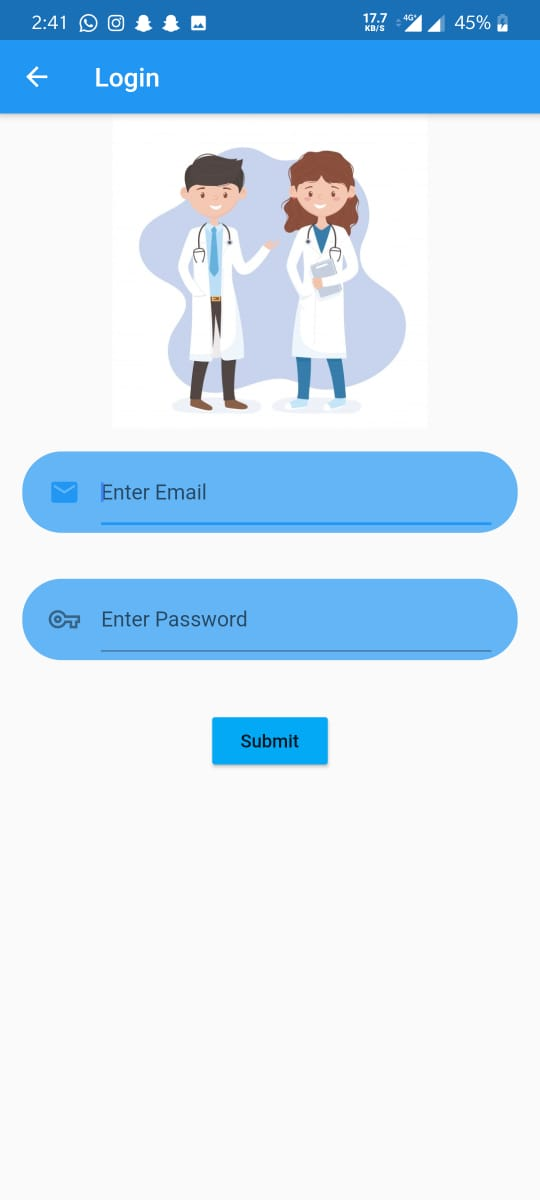 2:41 17.7 KB/S 4G+ 45%
Login
Enter Email
Enter Password
Submit